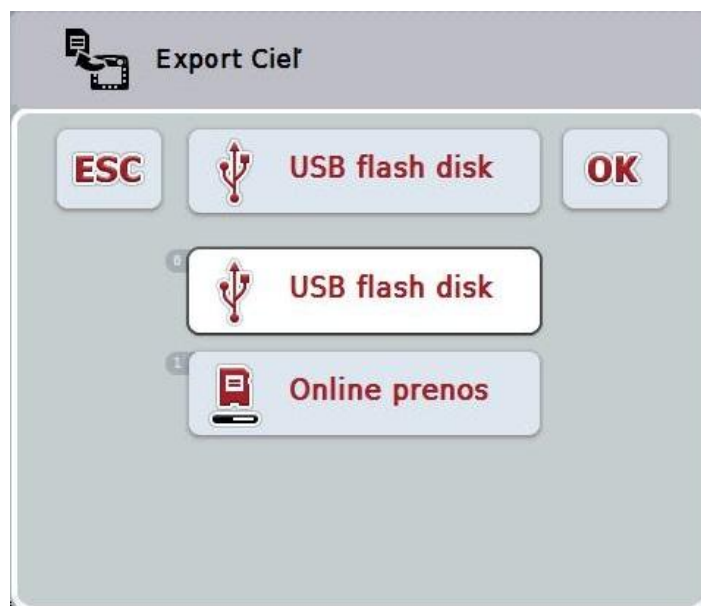 Export Cieľ
ESC
USB flash disk
OK
0
USB flash disk
1
Online prenos